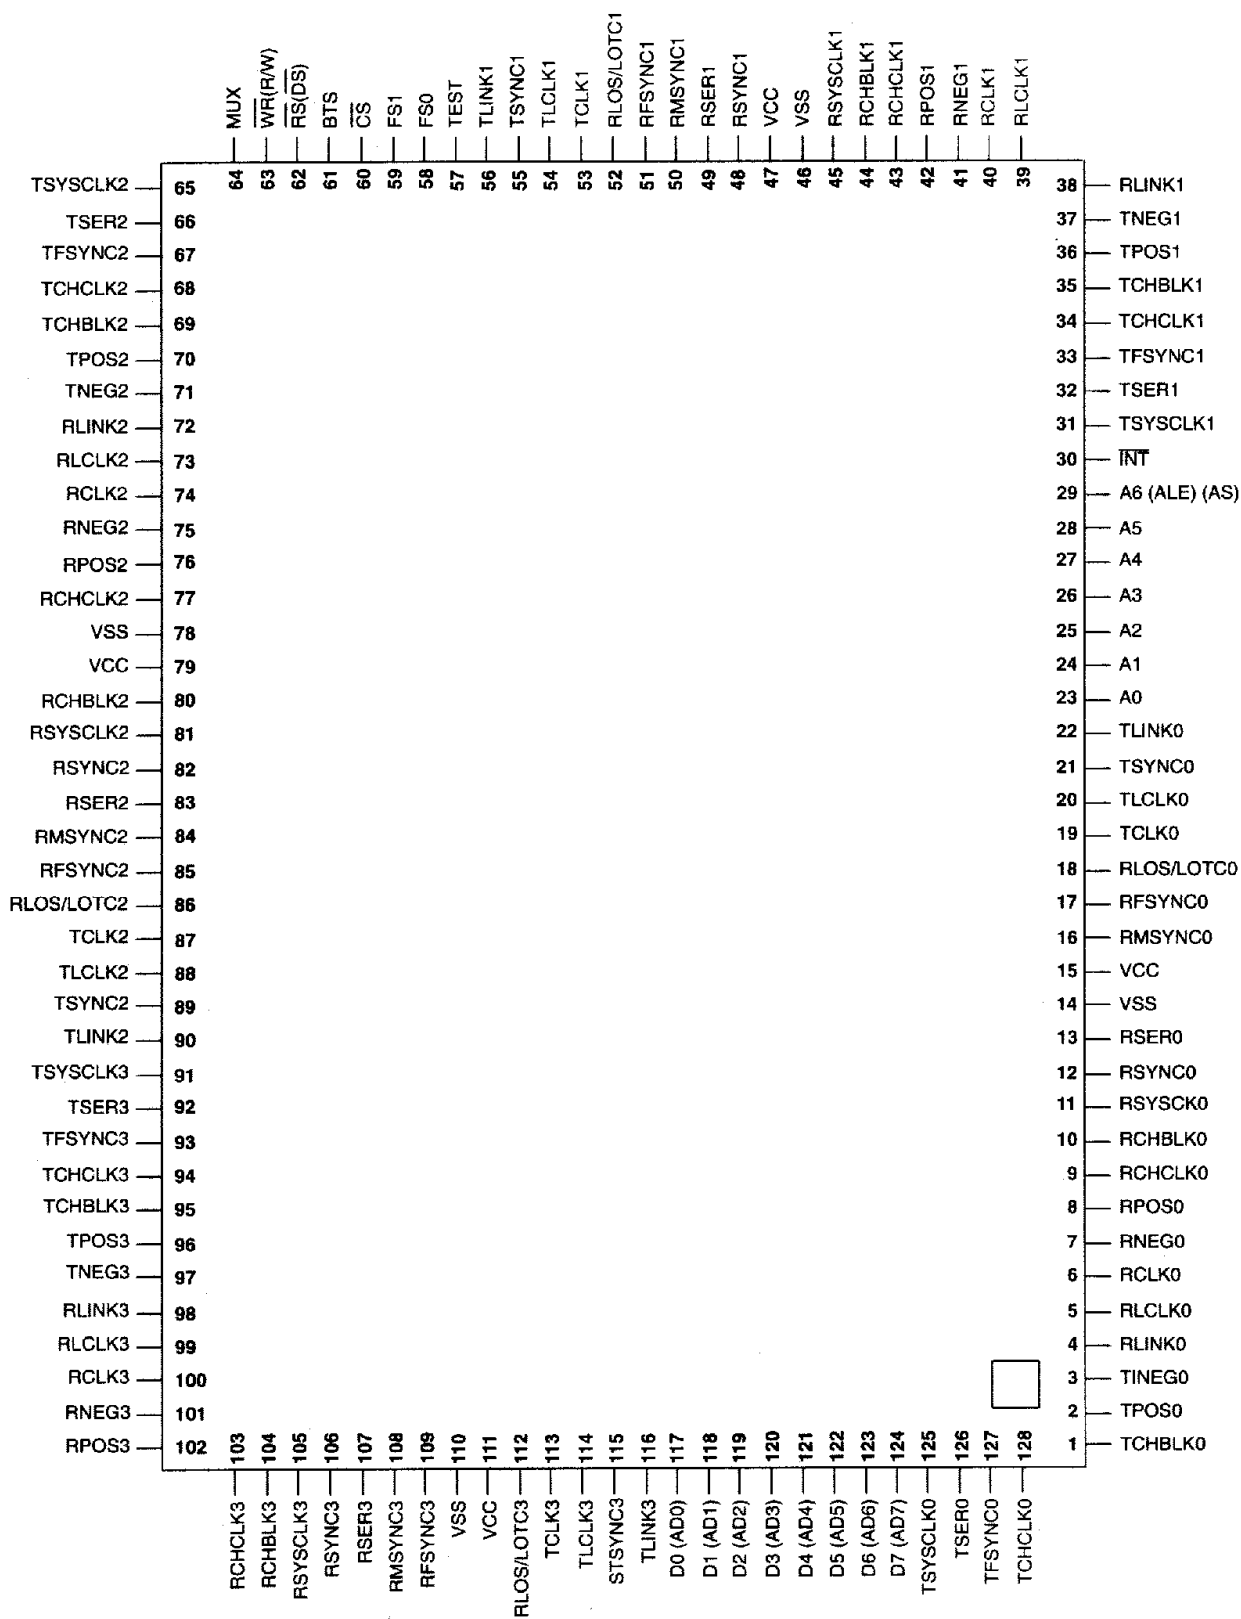 MUX
W̅R̅(R/W̅)
R̅S̅(D̅S̅)
BTS
C̅S̅
FS1
FS0
TEST
TLINK1
TSYNC1
TLCLK1
TCLK1
RLOS/LOTC1
RFSYNC1
RMSYNC1
RSER1
RSYNC1
VCC
VSS
RSYSCLK1
RCHBLK1
RCHCLK1
RPOS1
RNEG1
RCLK1
RLCLK1
64
63
62
61
60
59
58
57
56
55
54
53
52
51
50
49
48
47
46
45
44
43
42
41
40
39
TSYSCLK2 65
TSER2 66
TFSYNC2 67
TCHCLK2 68
TCHBLK2 69
TPOS2 70
TNEG2 71
RLINK2 72
RLCLK2 73
RCLK2 74
RNEG2 75
RPOS2 76
RCHCLK2 77
VSS 78
VCC 79
RCHBLK2 80
RSYSCLK2 81
RSYNC2 82
RSER2 83
RMSYNC2 84
RFSYNC2 85
RLOS/LOTC2 86
TCLK2 87
TLCLK2 88
TSYNC2 89
TLINK2 90
TSYSCLK3 91
TSER3 92
TFSYNC3 93
TCHCLK3 94
TCHBLK3 95
TPOS3 96
TNEG3 97
RLINK3 98
RLCLK3 99
RCLK3 100
RNEG3 101
RPOS3 102
38 RLINK1
37 TNEG1
36 TPOS1
35 TCHBLK1
34 TCHCLK1
33 TFSYNC1
32 TSER1
31 TSYSCLK1
30 I̅N̅T̅
29 A6 (ALE) (AS)
28 A5
27 A4
26 A3
25 A2
24 A1
23 A0
22 TLINK0
21 TSYNC0
20 TLCLK0
19 TCLK0
18 RLOS/LOTC0
17 RFSYNC0
16 RMSYNC0
15 VCC
14 VSS
13 RSER0
12 RSYNC0
11 RSYSCK0
10 RCHBLK0
9 RCHCLK0
8 RPOS0
7 RNEG0
6 RCLK0
5 RLCLK0
4 RLINK0
3 TINEG0
2 TPOS0
1 TCHBLK0
103
104
105
106
107
108
109
110
111
112
113
114
115
116
117
118
119
120
121
122
123
124
125
126
127
128
RCHCLK3
RCHBLK3
RSYSCLK3
RSYNC3
RSER3
RMSYNC3
RFSYNC3
VSS
VCC
RLOS/LOTC3
TCLK3
TLCLK3
STSYNC3
TLINK3
D0 (AD0)
D1 (AD1)
D2 (AD2)
D3 (AD3)
D4 (AD4)
D5 (AD5)
D6 (AD6)
D7 (AD7)
TSYSCLK0
TSER0
TFSYNC0
TCHCLK0